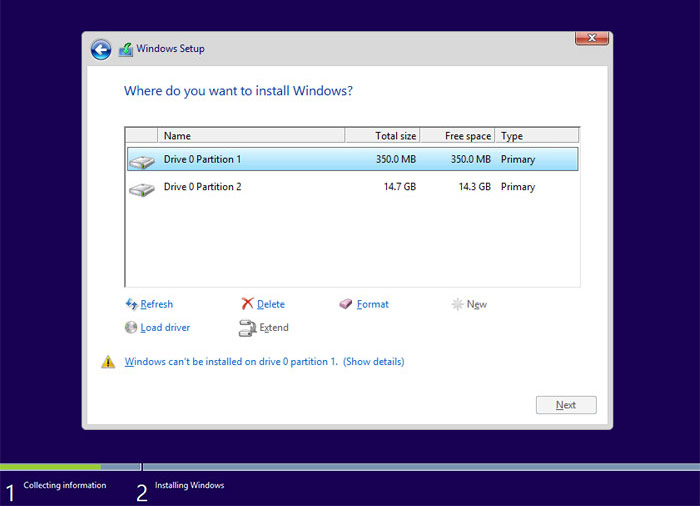 Windows Setup
Where do you want to install Windows?
Name Total size Free space Type
Drive 0 Partition 1 350.0 MB 350.0 MB Primary
Drive 0 Partition 2 14.7 GB 14.3 GB Primary
Refresh Delete Format New
Load driver Extend
Windows can't be installed on drive 0 partition 1. (Show details)
Next
1 Collecting information 2 Installing Windows